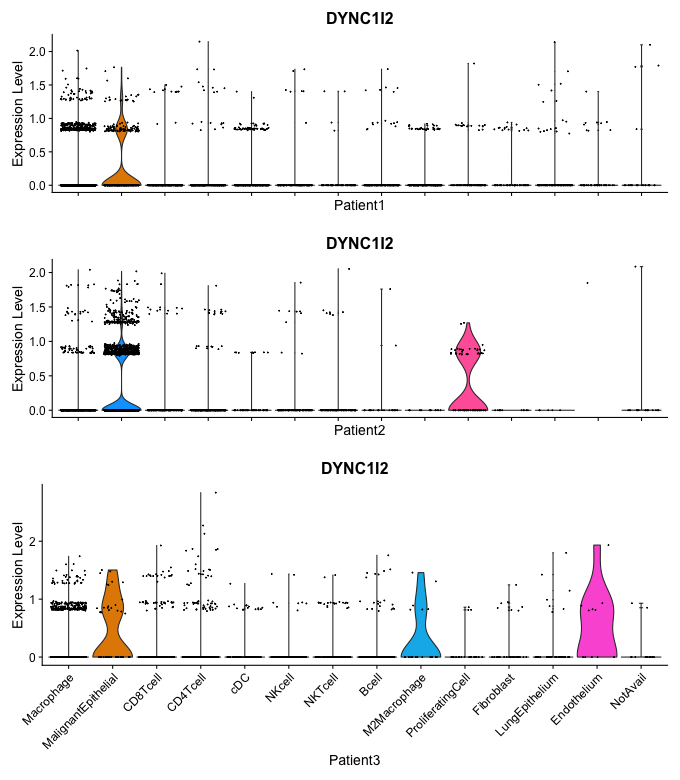 DYNC1I2
Expression Level
2.0
1.5
1.0
0.5
0.0
Patient1
DYNC1I2
Expression Level
2.0
1.5
1.0
0.5
0.0
Patient2
DYNC1I2
Expression Level
2
1
0
Macrophage
MalignantEpithelial
CD8Tcell
CD4Tcell
cDC
NKcell
NKTcell
Bcell
M2Macrophage
ProliferatingCell
Fibroblast
LungEpithelium
Endothelium
NotAvail
Patient3